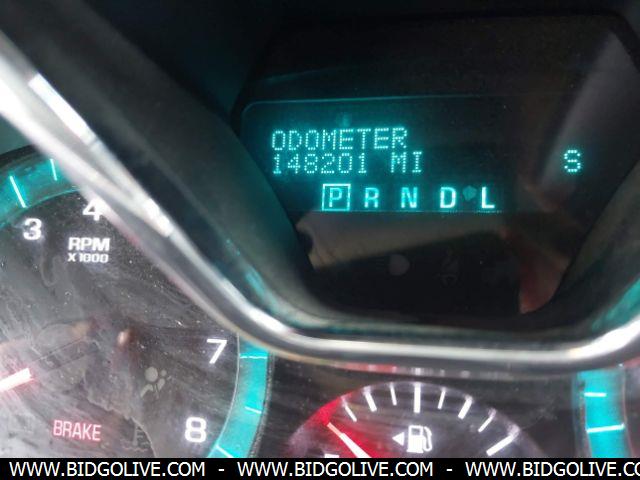 ODOMETER
148201 MI S
P R N D L
3 4
RPM
X1000
7
8
BRAKE
WWW.BIDGOLIVE.COM - WWW.BIDGOLIVE.COM - WWW.BIDGOLIVE.COM